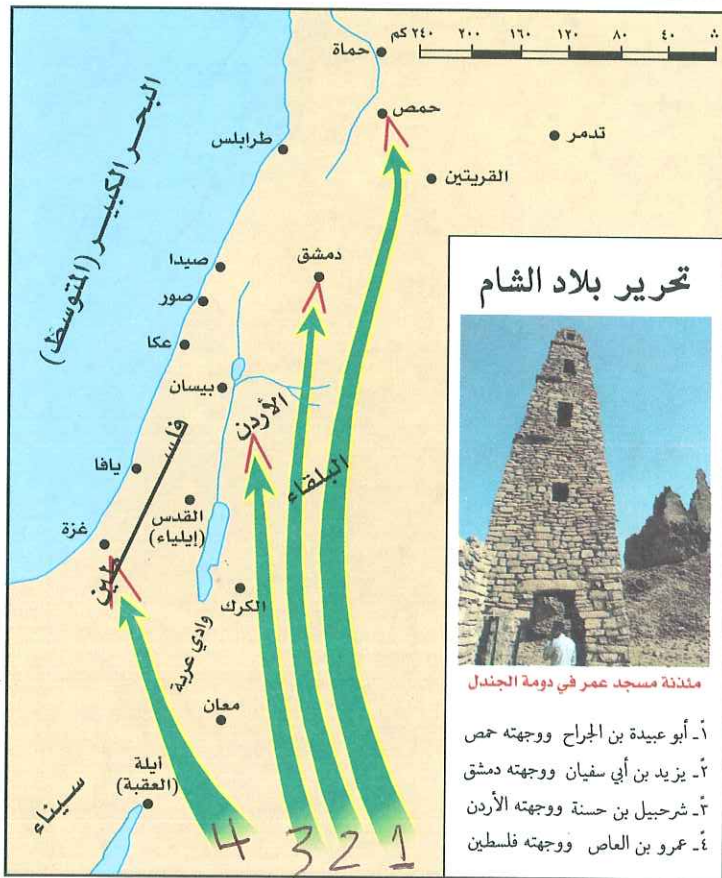 ث ٤٠ ٨٠ ١٢٠ ١٦٠ ٢٠٠ ٢٤٠ كم
حماة
حمص
تدمر
طرابلس
القريتين
البحر الكبير (المتوسط)
دمشق
صيدا
صور
عكا
بيسان
الأردن
البلقاء
فلسطين
يافا
القدس
(إيلياء)
غزة
الكرك
وادي عربة
معان
أيلة
(العقبة)
سيناء
4 3 2 1
تحرير بلاد الشام
مئذنة مسجد عمر في دومة الجندل
١ً- أبو عبيدة بن الجراح ووجهته حمص
٢ً- يزيد بن أبي سفيان ووجهته دمشق
٣ً- شرحبيل بن حسنة ووجهته الأردن
٤ً- عمرو بن العاص ووجهته فلسطين